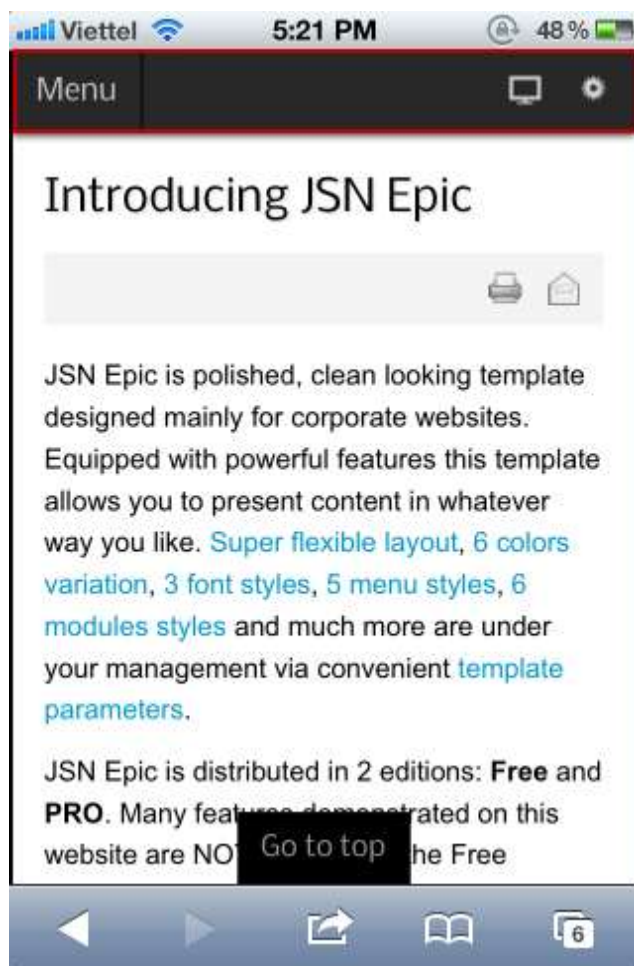 Viettel 5:21 PM 48%
Menu
Introducing JSN Epic
JSN Epic is polished, clean looking template
designed mainly for corporate websites.
Equipped with powerful features this template
allows you to present content in whatever
way you like. Super flexible layout, 6 colors
variation, 3 font styles, 5 menu styles, 6
modules styles and much more are under
your management via convenient template
parameters.
JSN Epic is distributed in 2 editions: Free and
PRO. Many features demonstrated on this
website are NO he Free
Go to top
6